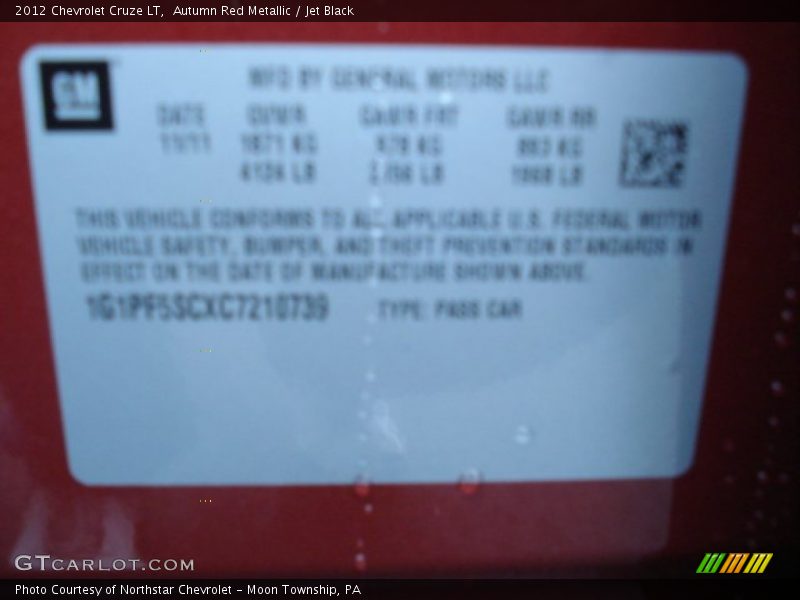 2012 Chevrolet Cruze LT,  Autumn Red Metallic / Jet Black
GM
MFD BY GENERAL MOTORS LLC
DATE GVWR GAWR FRT GAWR RR
11/11 1871 KG KG 893 KG
4124 LB LB 1968 LB
THIS VEHICLE CONFORMS TO ALL APPLICABLE U.S. FEDERAL MOTOR
VEHICLE SAFETY, BUMPER, AND THEFT PREVENTION STANDARDS IN
EFFECT ON THE DATE OF MANUFACTURE SHOWN ABOVE.
1G1PF5SCXC7210739 TYPE: PASS CAR
GTCARLOT.COM
Photo Courtesy of Northstar Chevrolet - Moon Township, PA